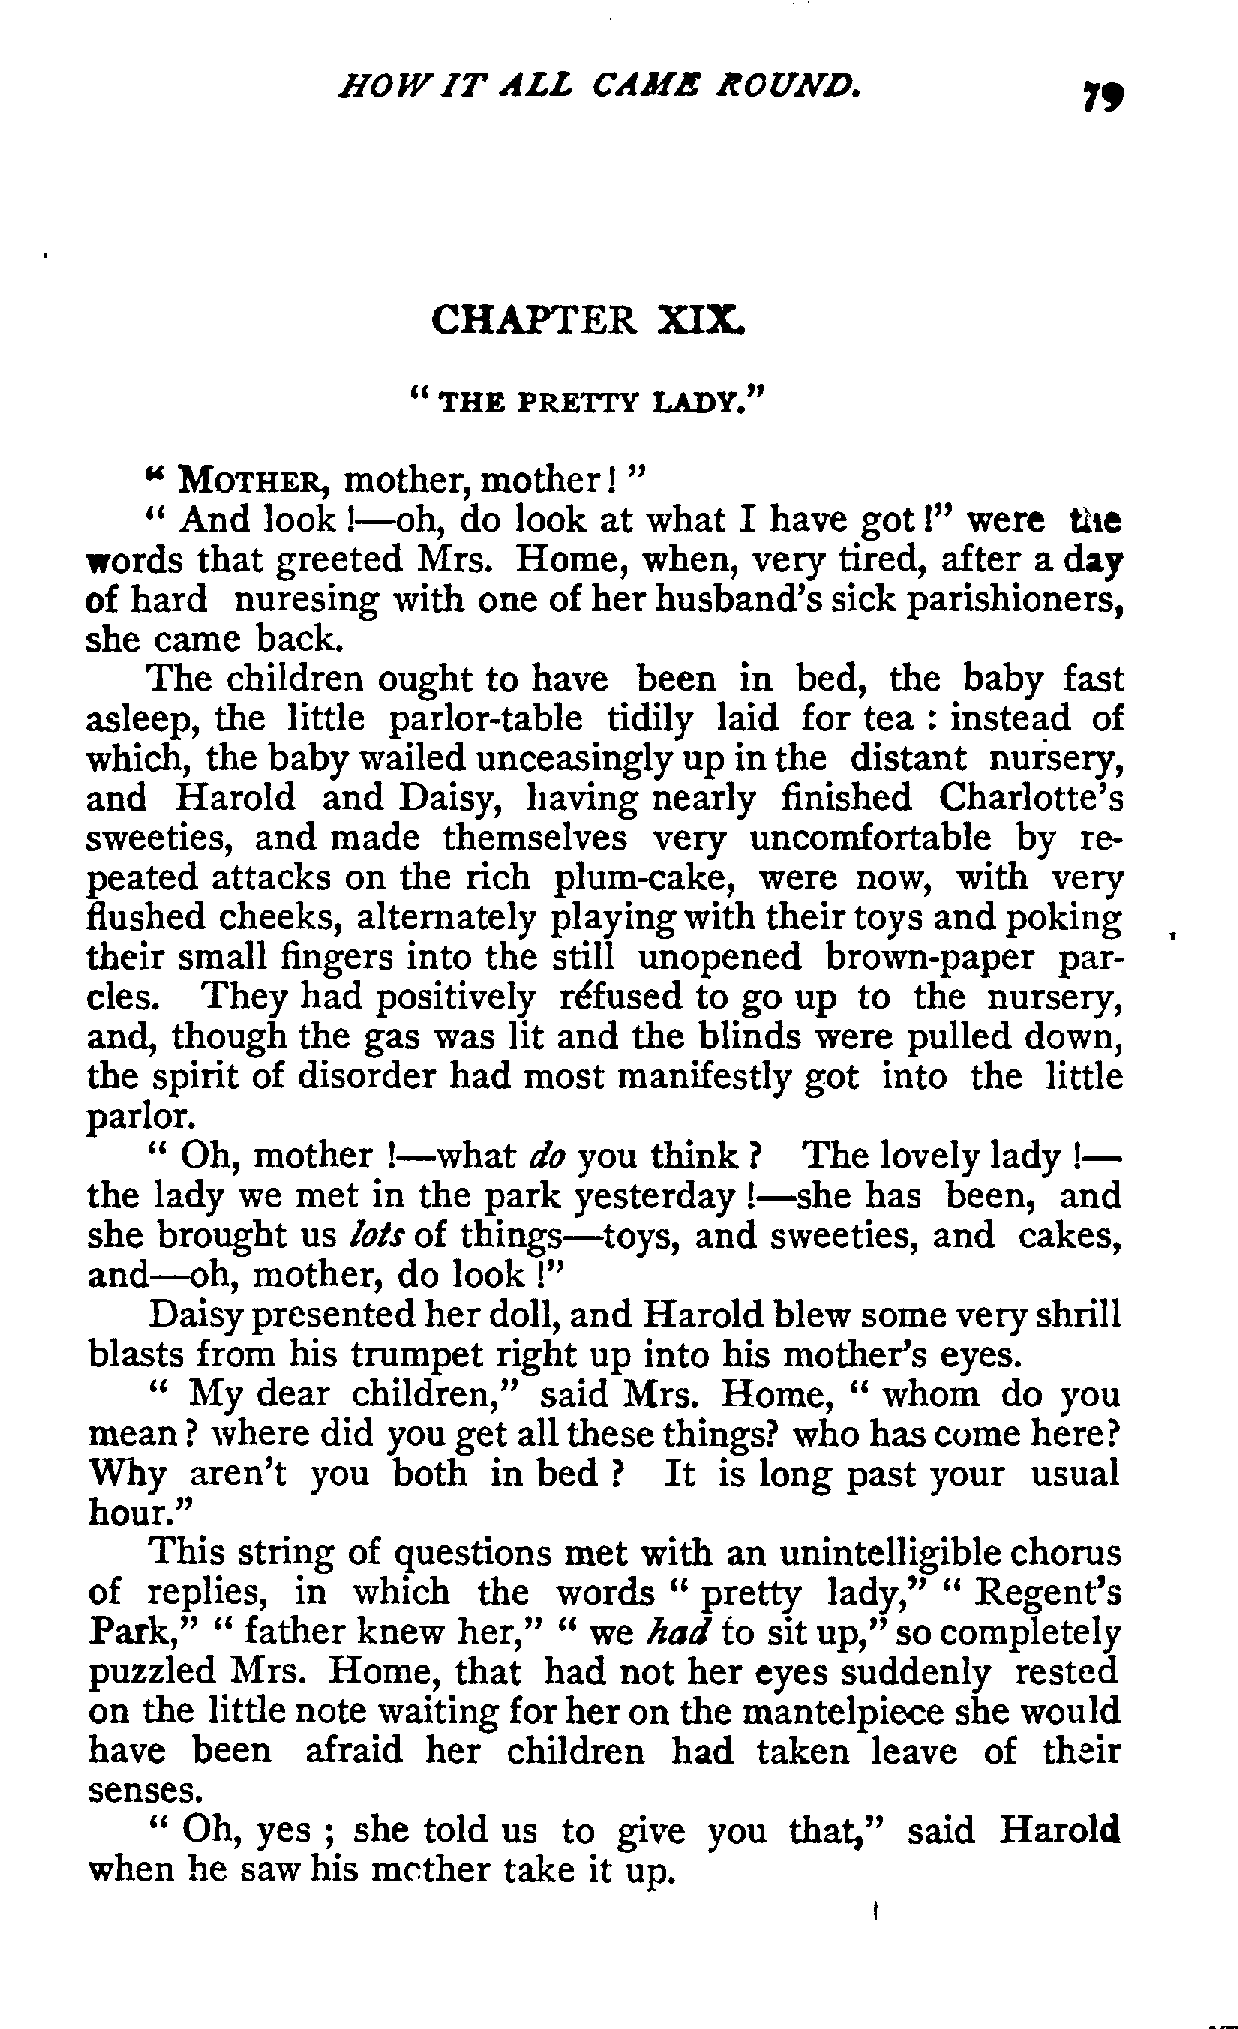 HOW IT ALL CAME ROUND. 79
CHAPTER XIX.
"THE PRETTY LADY."
"MOTHER, mother, mother!"
"And look!—oh, do look at what I have got!" were the
words that greeted Mrs. Home, when, very tired, after a day
of hard nuresing with one of her husband's sick parishioners,
she came back.
The children ought to have been in bed, the baby fast
asleep, the little parlor-table tidily laid for tea : instead of
which, the baby wailed unceasingly up in the distant nursery,
and Harold and Daisy, having nearly finished Charlotte's
sweeties, and made themselves very uncomfortable by re-
peated attacks on the rich plum-cake, were now, with very
flushed cheeks, alternately playing with their toys and poking
their small fingers into the still unopened brown-paper par-
cles. They had positively réfused to go up to the nursery,
and, though the gas was lit and the blinds were pulled down,
the spirit of disorder had most manifestly got into the little
parlor.
"Oh, mother!—what do you think? The lovely lady!—
the lady we met in the park yesterday!—she has been, and
she brought us lots of things—toys, and sweeties, and cakes,
and—oh, mother, do look!"
Daisy presented her doll, and Harold blew some very shrill
blasts from his trumpet right up into his mother's eyes.
"My dear children," said Mrs. Home, "whom do you
mean? where did you get all these things? who has come here?
Why aren't you both in bed? It is long past your usual
hour."
This string of questions met with an unintelligible chorus
of replies, in which the words "pretty lady," "Regent's
Park," "father knew her," "we had to sit up," so completely
puzzled Mrs. Home, that had not her eyes suddenly rested
on the little note waiting for her on the mantelpiece she would
have been afraid her children had taken leave of their
senses.
"Oh, yes; she told us to give you that," said Harold
when he saw his mother take it up.